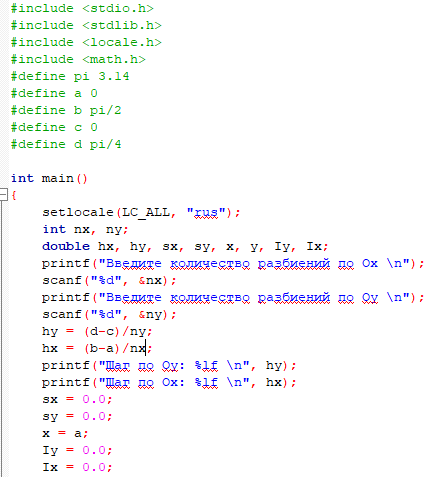 #include <stdio.h>
#include <stdlib.h>
#include <locale.h>
#include <math.h>
#define pi 3.14
#define a 0
#define b pi/2
#define c 0
#define d pi/4
int main()
{
setlocale(LC_ALL, "rus");
int nx, ny;
double hx, hy, sx, sy, x, y, Iy, Ix;
printf("Введите количество разбиений по Ox \n");
scanf("%d", &nx);
printf("Введите количество разбиений по Oy \n");
scanf("%d", &ny);
hy = (d-c)/ny;
hx = (b-a)/nx;
printf("Шаг по Oy: %lf \n", hy);
printf("Шаг по Ox: %lf \n", hx);
sx = 0.0;
sy = 0.0;
x = a;
Iy = 0.0;
Ix = 0.0;